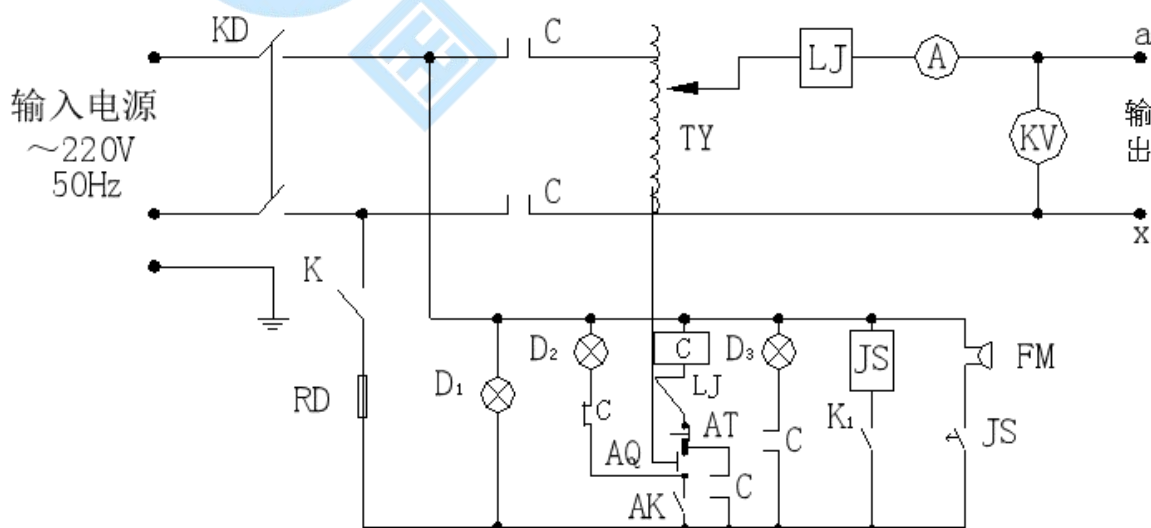 KD
C
LJ
A
a
输入电源
~220V
50Hz
TY
KV
输出
C
x
K
D₂
C
D₃
JS
FM
RD
D₁
C
LJ
AT
K₁
JS
AQ
C
C
AK